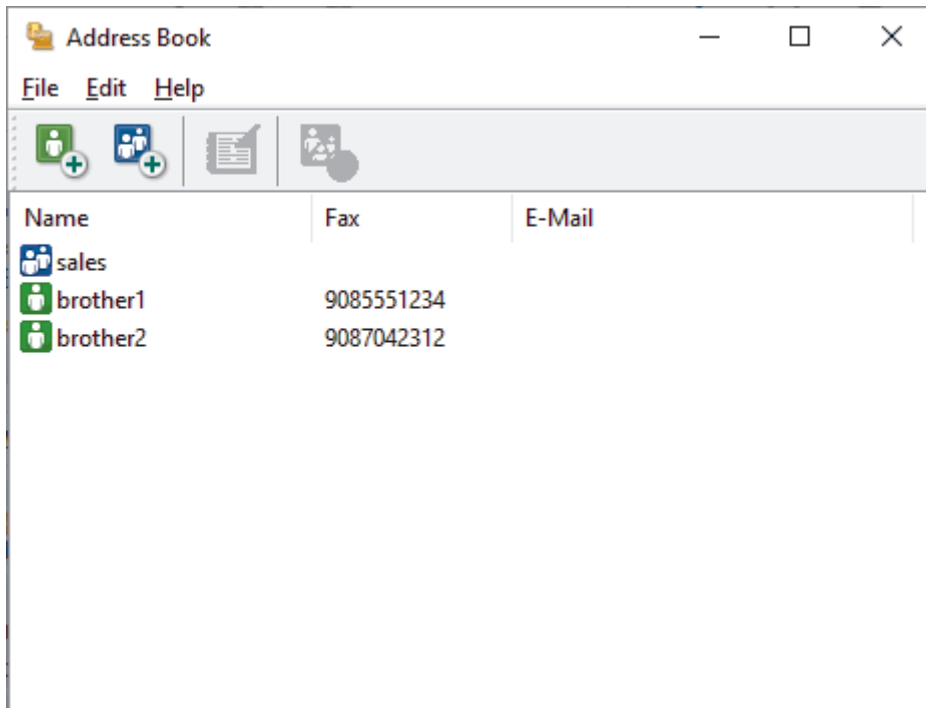 Address Book
File Edit Help
Name Fax E-Mail
sales
brother1 9085551234
brother2 9087042312